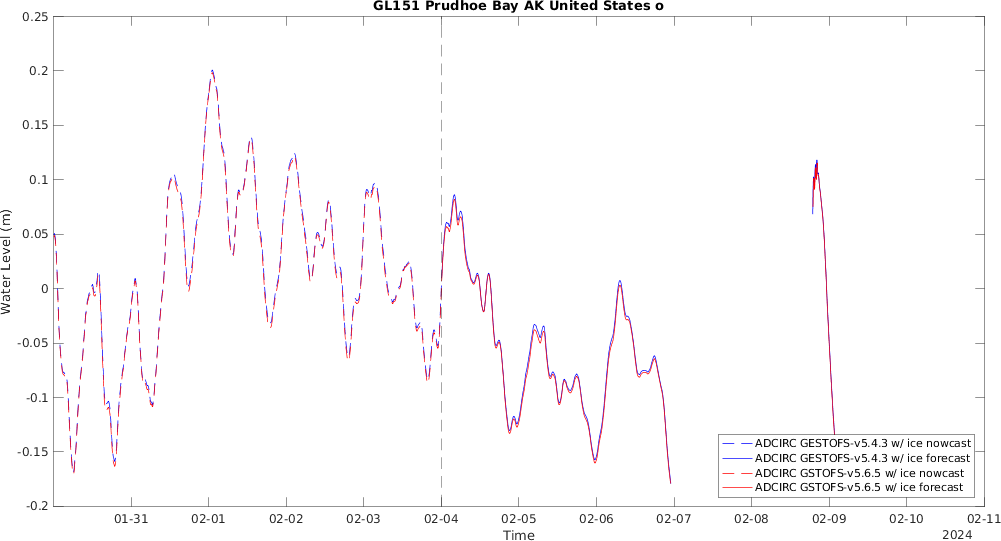 GL151 Prudhoe Bay AK United States o
0.25
0.2
0.15
0.1
0.05
0
-0.05
-0.1
-0.15
-0.2
Water Level (m)
ADCIRC GESTOFS-v5.4.3 w/ ice nowcast
ADCIRC GESTOFS-v5.4.3 w/ ice forecast
ADCIRC GSTOFS-v5.6.5 w/ ice nowcast
ADCIRC GSTOFS-v5.6.5 w/ ice forecast
01-31 02-01 02-02 02-03 02-04 02-05 02-06 02-07 02-08 02-09 02-10 02-11
Time
2024